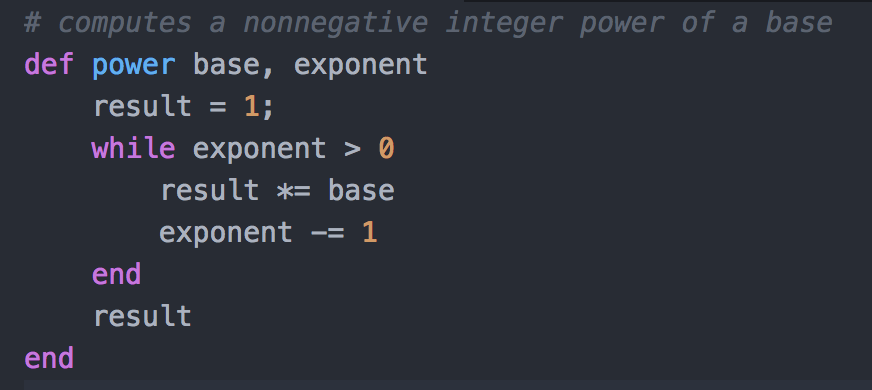 # computes a nonnegative integer power of a base
def power base, exponent
    result = 1;
    while exponent > 0
        result *= base
        exponent -= 1
    end
    result
end